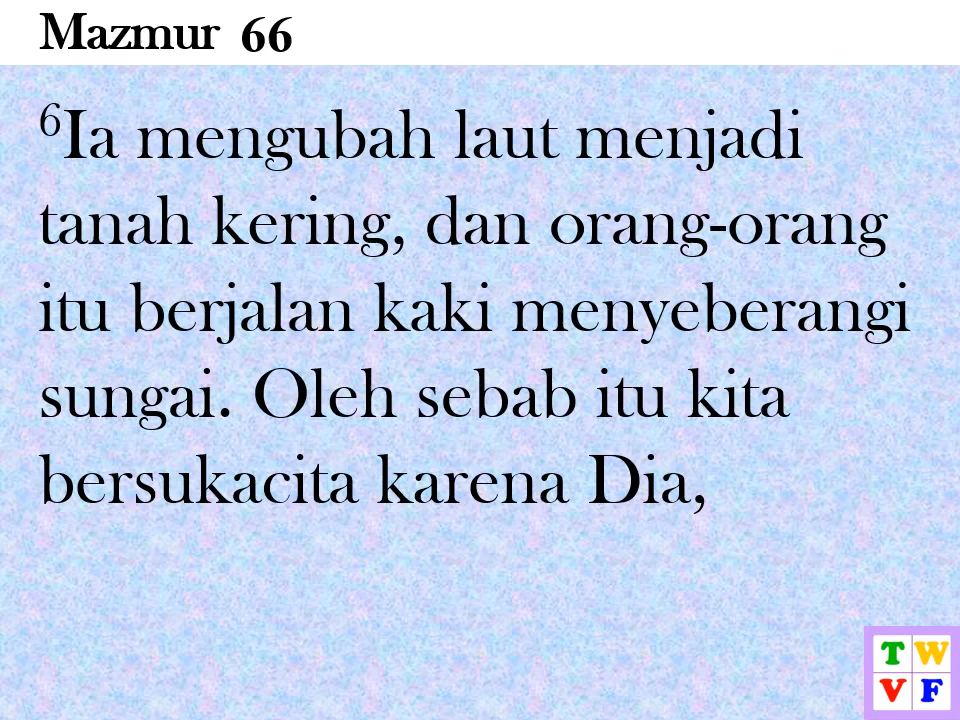 Mazmur 66
6Ia mengubah laut menjadi
tanah kering, dan orang-orang
itu berjalan kaki menyeberangi
sungai. Oleh sebab itu kita
bersukacita karena Dia,
T W
V F